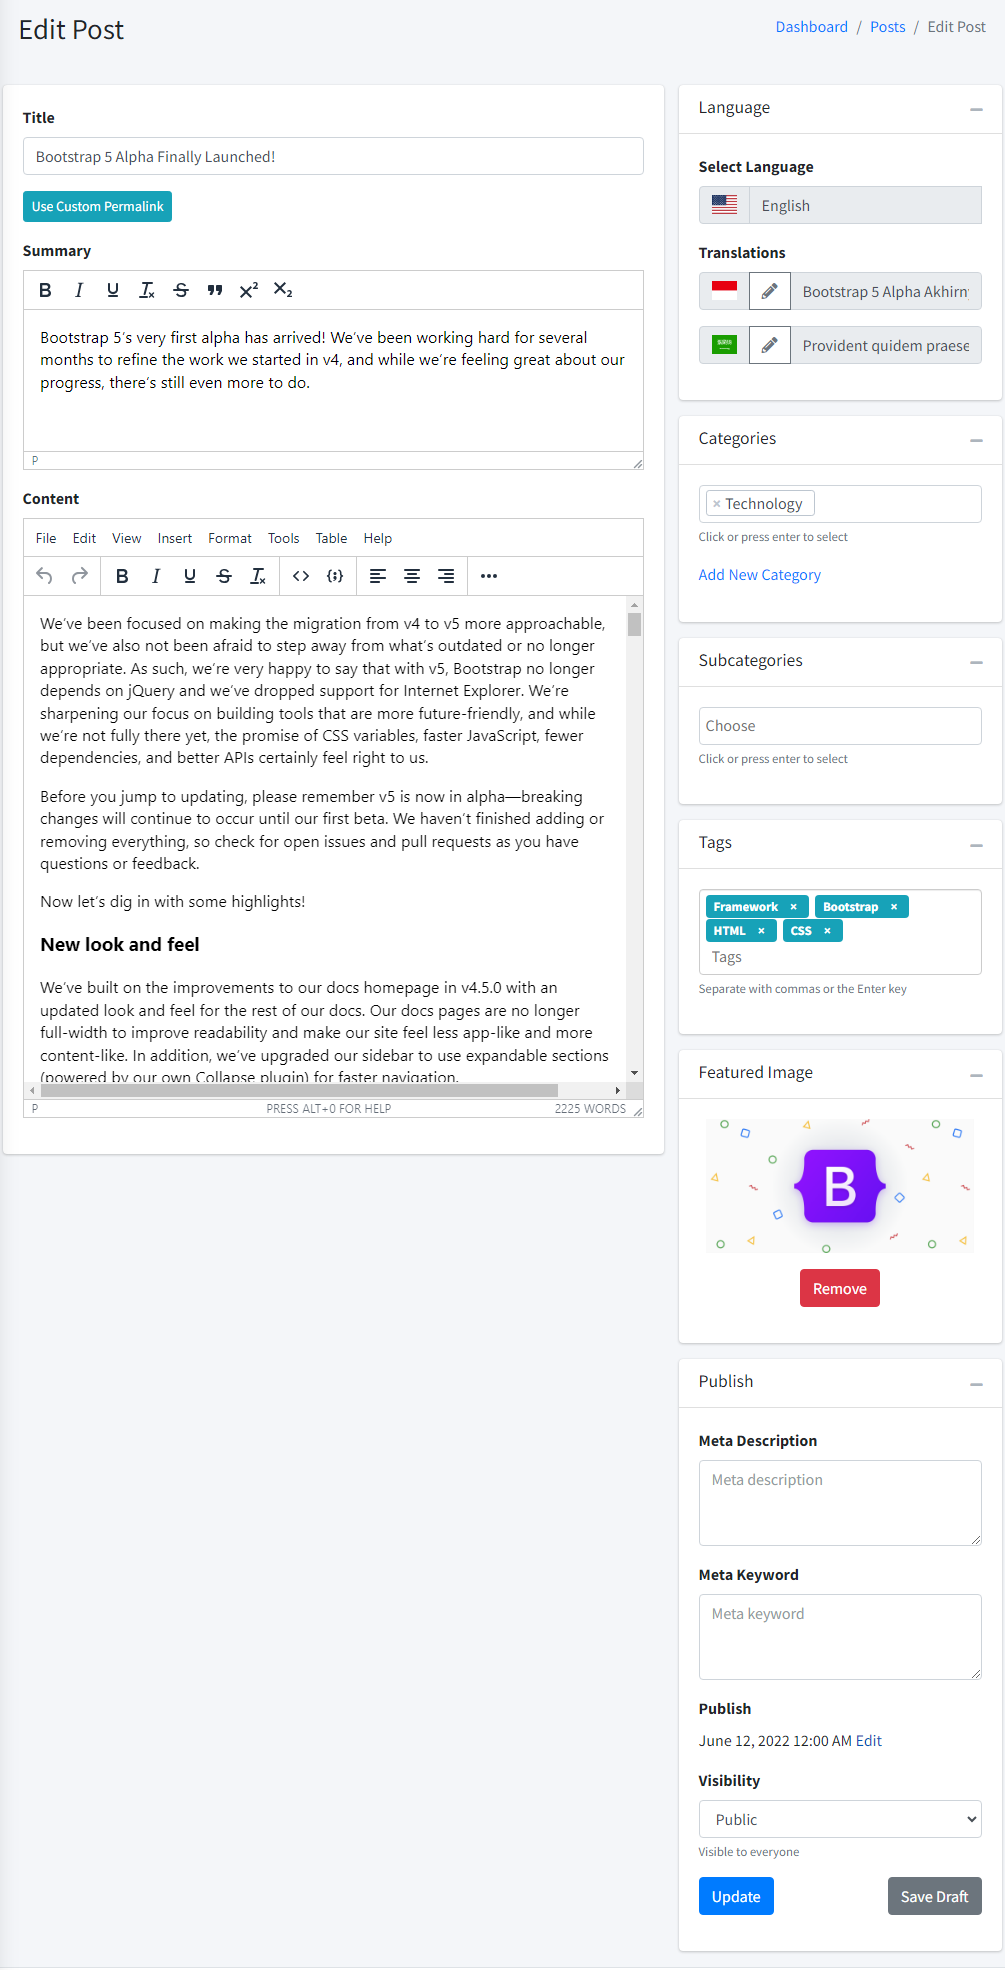 Edit Post
Dashboard / Posts / Edit Post
Title
Bootstrap 5 Alpha Finally Launched!
Use Custom Permalink
Summary
Bootstrap 5's very first alpha has arrived! We've been working hard for several
months to refine the work we started in v4, and while we're feeling great about our
progress, there's still even more to do.
P
Content
File Edit View Insert Format Tools Table Help
We've been focused on making the migration from v4 to v5 more approachable,
but we've also not been afraid to step away from what's outdated or no longer
appropriate. As such, we're very happy to say that with v5, Bootstrap no longer
depends on jQuery and we've dropped support for Internet Explorer. We're
sharpening our focus on building tools that are more future-friendly, and while
we're not fully there yet, the promise of CSS variables, faster JavaScript, fewer
dependencies, and better APIs certainly feel right to us.
Before you jump to updating, please remember v5 is now in alpha—breaking
changes will continue to occur until our first beta. We haven't finished adding or
removing everything, so check for open issues and pull requests as you have
questions or feedback.
Now let's dig in with some highlights!
New look and feel
We've built on the improvements to our docs homepage in v4.5.0 with an
updated look and feel for the rest of our docs. Our docs pages are no longer
full-width to improve readability and make our site feel less app-like and more
content-like. In addition, we've upgraded our sidebar to use expandable sections
(powered by our own Collapse plugin) for faster navigation.
P PRESS ALT+0 FOR HELP 2225 WORDS
Language
Select Language
English
Translations
Bootstrap 5 Alpha Akhirn
Provident quidem praese
Categories
× Technology
Click or press enter to select
Add New Category
Subcategories
Choose
Click or press enter to select
Tags
Framework × Bootstrap ×
HTML × CSS ×
Tags
Separate with commas or the Enter key
Featured Image
B
Remove
Publish
Meta Description
Meta description
Meta Keyword
Meta keyword
Publish
June 12, 2022 12:00 AM Edit
Visibility
Public
Visible to everyone
Update
Save Draft